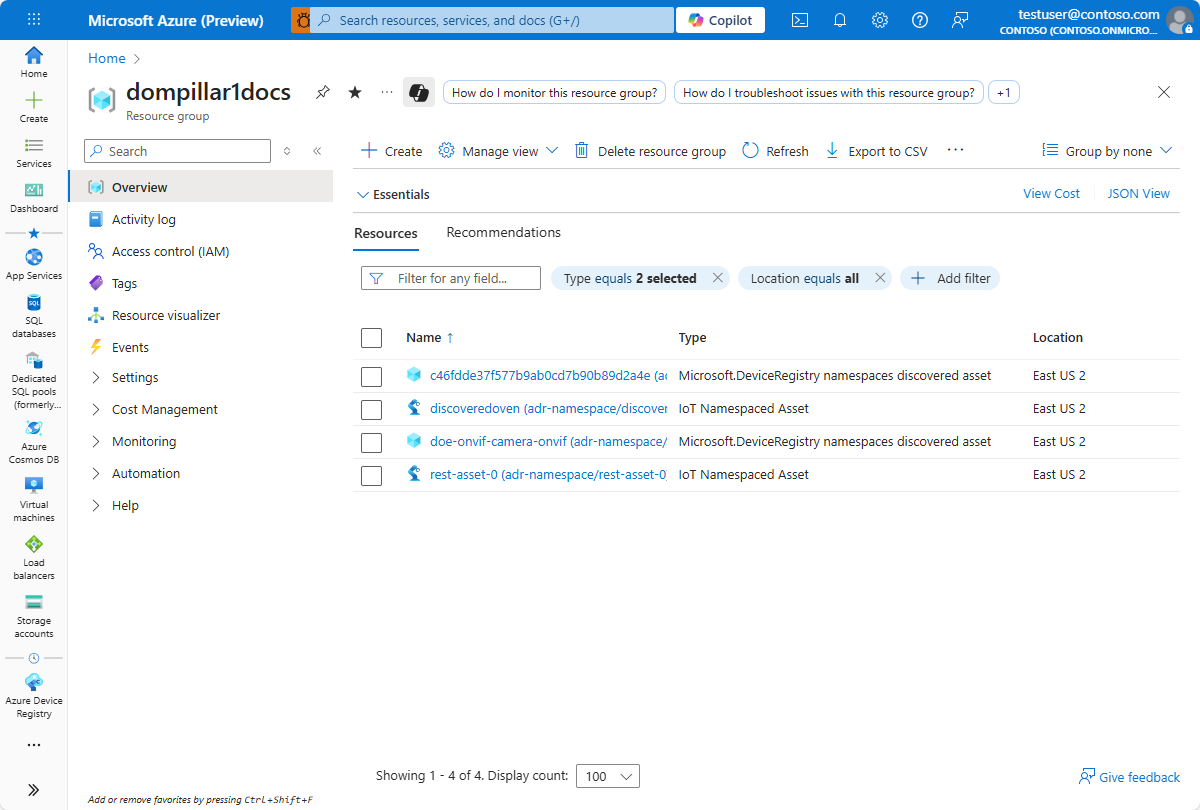 Microsoft Azure (Preview)
Search resources, services, and docs (G+/)
Copilot
testuser@contoso.com
CONTOSO (CONTOSO.ONMICRO...
Home
Create
Services
Dashboard
App Services
SQL
SQL
databases
Dedicated
SQL pools
(formerly...
Azure
Cosmos DB
Virtual
machines
Load
balancers
Storage
accounts
Azure Device
Registry
...
Home
dompillar1docs
Resource group
...
How do I monitor this resource group?
How do I troubleshoot issues with this resource group?
+1
Search
Overview
Activity log
Access control (IAM)
Tags
Resource visualizer
Events
Settings
Cost Management
Monitoring
Automation
Help
Add or remove favorites by pressing Ctrl+Shift+F
Create
Manage view
Delete resource group
Refresh
Export to CSV
...
Group by none
Essentials
View Cost
JSON View
Resources
Recommendations
Filter for any field...
Type equals 2 selected
Location equals all
Add filter
Name ↑ Type Location
c46fdde37f577b9ab0cd7b90b89d2a4e (ac Microsoft.DeviceRegistry namespaces discovered asset East US 2
discoveredoven (adr-namespace/discover IoT Namespaced Asset East US 2
doe-onvif-camera-onvif (adr-namespace/ Microsoft.DeviceRegistry namespaces discovered asset East US 2
rest-asset-0 (adr-namespace/rest-asset-0) IoT Namespaced Asset East US 2
Showing 1 - 4 of 4. Display count: 100
Give feedback